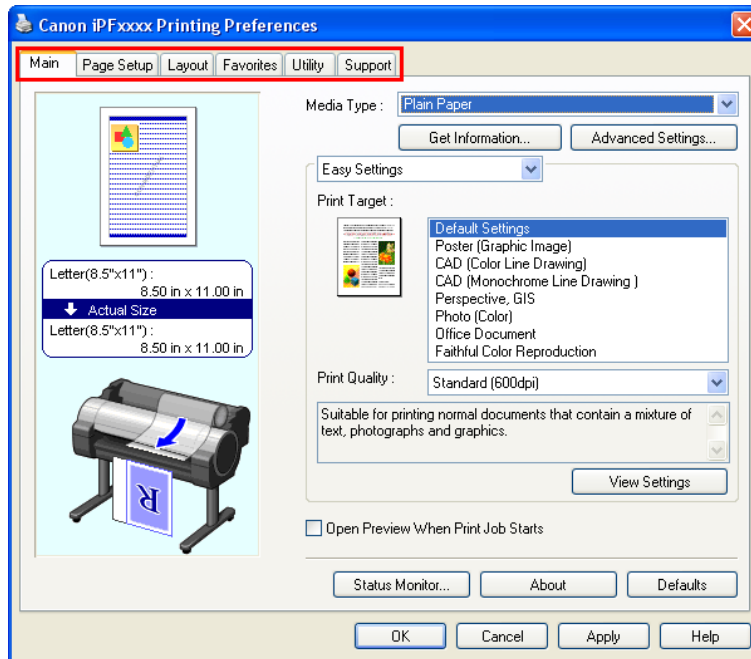 Canon iPFxxxx Printing Preferences
Main Page Setup Layout Favorites Utility Support
Media Type : Plain Paper
Get Information... Advanced Settings...
Easy Settings
Print Target :
Default Settings
Poster (Graphic Image)
CAD (Color Line Drawing)
CAD (Monochrome Line Drawing )
Perspective, GIS
Photo (Color)
Office Document
Faithful Color Reproduction
Letter(8.5"x11") :
8.50 in x 11.00 in
Actual Size
Letter(8.5"x11") :
8.50 in x 11.00 in
R
Print Quality : Standard (600dpi)
Suitable for printing normal documents that contain a mixture of
text, photographs and graphics.
View Settings
Open Preview When Print Job Starts
Status Monitor... About Defaults
OK Cancel Apply Help